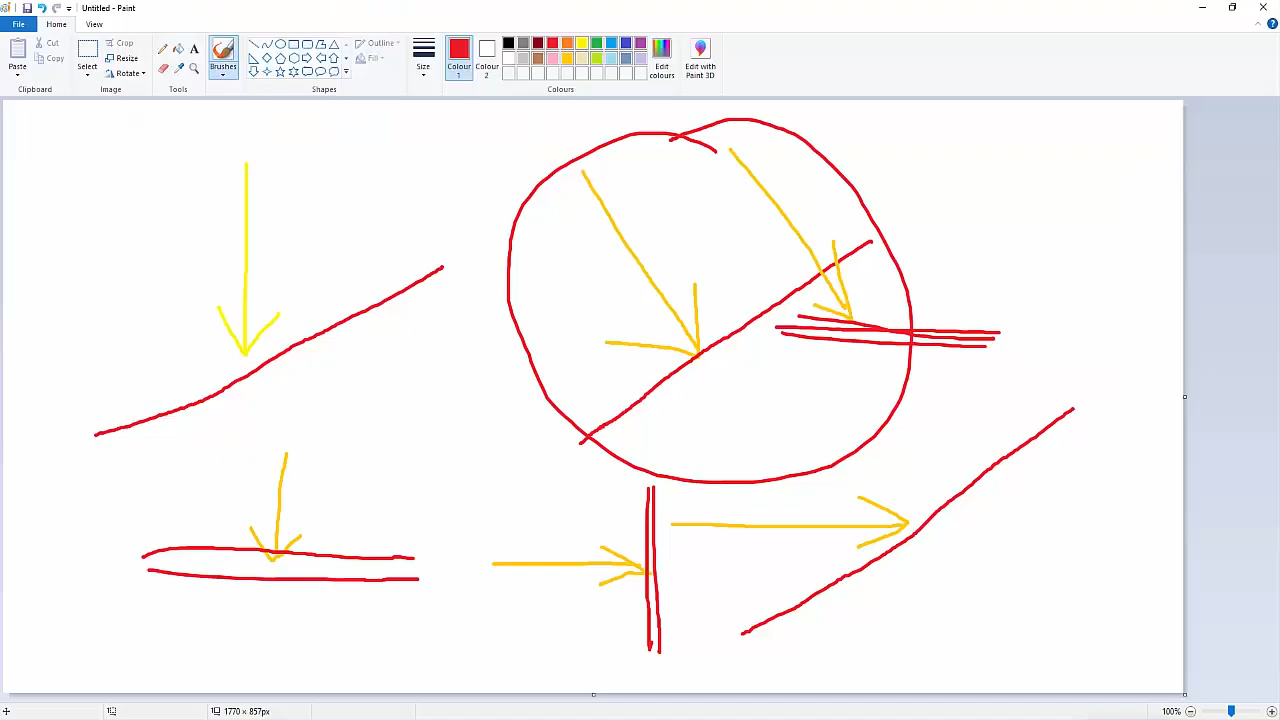 Untitled - Paint
File Home View
Paste
Cut
Copy
Clipboard
Select
Crop
Resize
Rotate
Image
A
Tools
Brushes
Outline
Fill
Shapes
Size
Colour 1
Colour 2
Edit colours
Colours
Edit with Paint 3D
1770 × 857px
100%